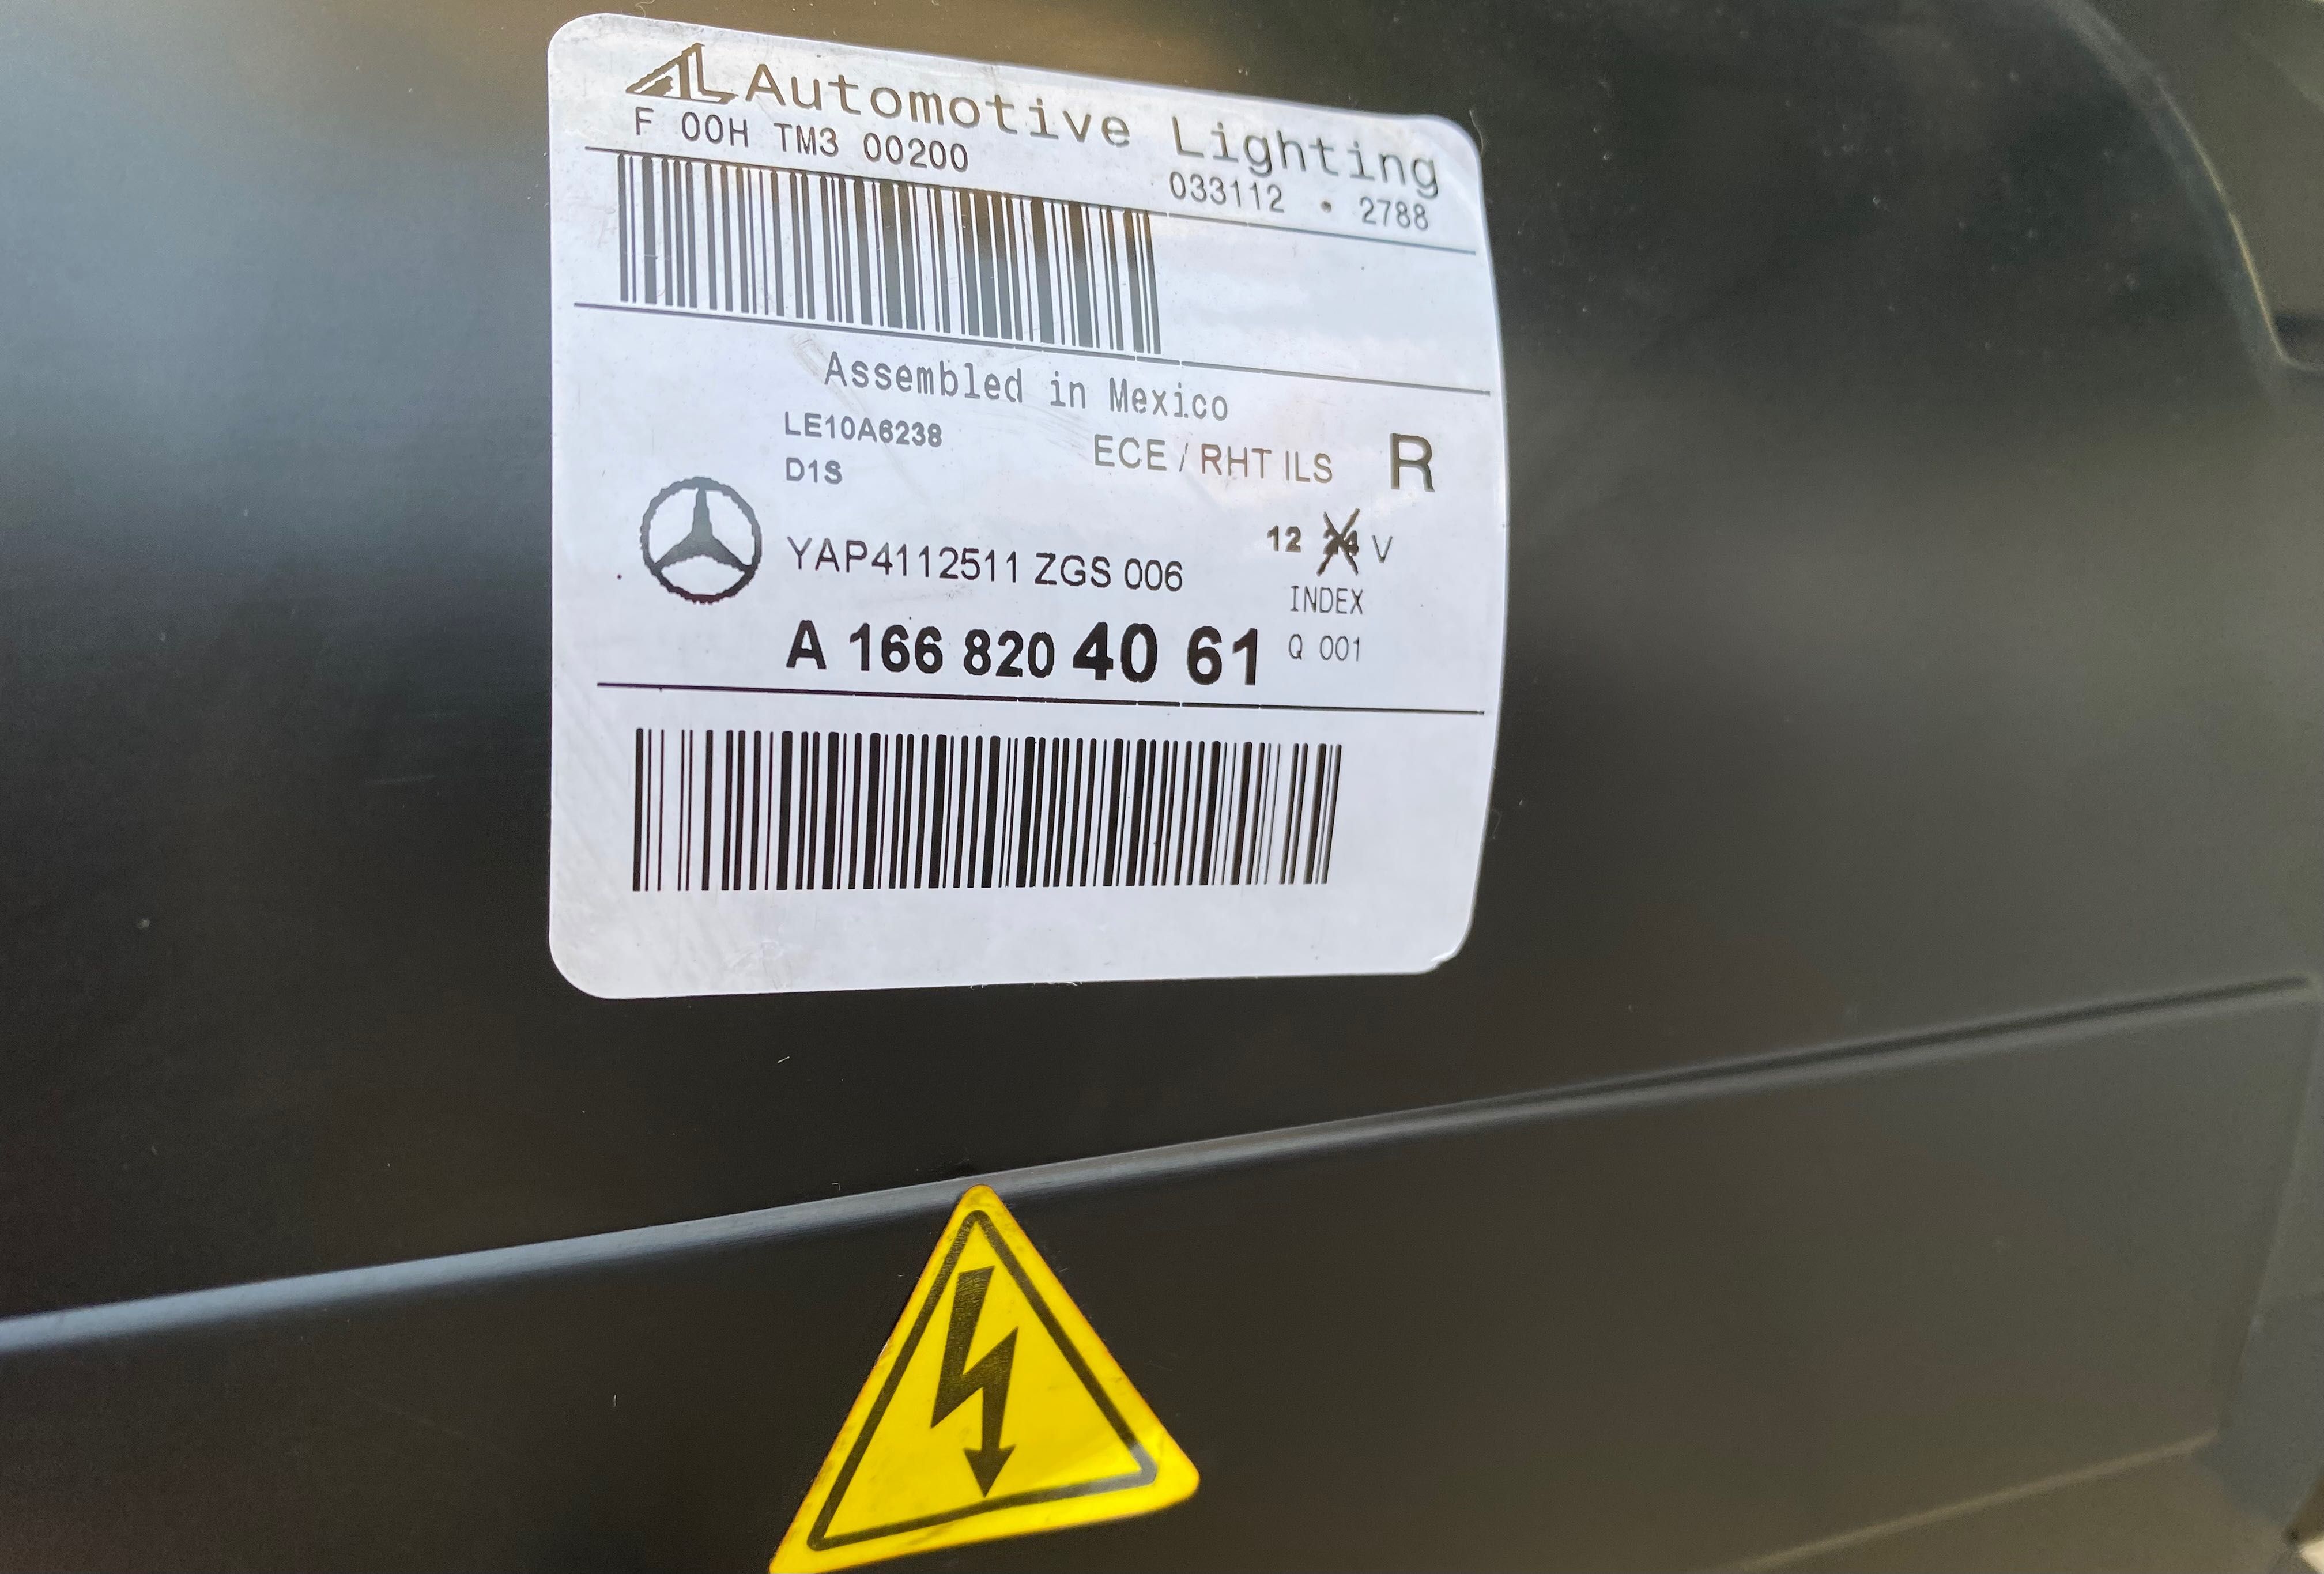 AL Automotive Lighting
F 00H TM3 00200
033112 • 2788
Assembled in Mexico
LE10A6238
ECE / RHT ILS R
D1S
12 24 V
YAP4112511 ZGS 006
INDEX
A 166 820 40 61
Q 001